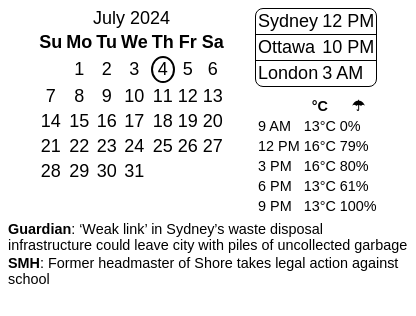 July 2024
Su Mo Tu We Th Fr Sa
1 2 3 4 5 6
7 8 9 10 11 12 13
14 15 16 17 18 19 20
21 22 23 24 25 26 27
28 29 30 31
Sydney 12 PM
Ottawa 10 PM
London 3 AM
°C ☂
9 AM 13°C 0%
12 PM 16°C 79%
3 PM 16°C 80%
6 PM 13°C 61%
9 PM 13°C 100%
Guardian: ‘Weak link’ in Sydney’s waste disposal
infrastructure could leave city with piles of uncollected garbage
SMH: Former headmaster of Shore takes legal action against
school